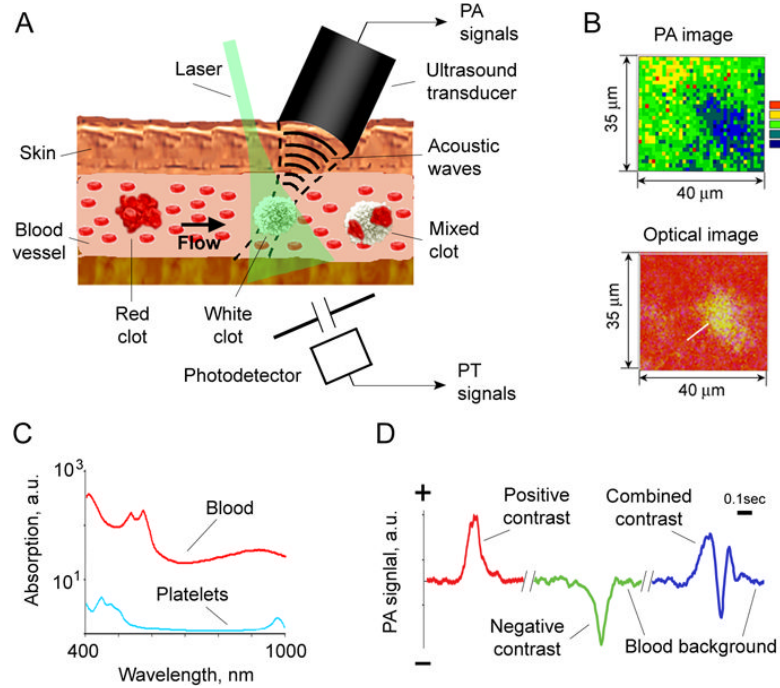 A
PA
signals
Laser
Ultrasound
transducer
Skin
Acoustic
waves
Blood
vessel
Flow
Mixed
clot
Red
clot
White
clot
Photodetector
PT
signals
B
PA image
35 μm
40 μm
Optical image
35 μm
40 μm
C
Absorption, a.u.
10³
10¹
Blood
Platelets
400
1000
Wavelength, nm
D
PA signlal, a.u.
+
−
Positive
contrast
Combined
contrast
0.1sec
Negative
contrast
Blood background